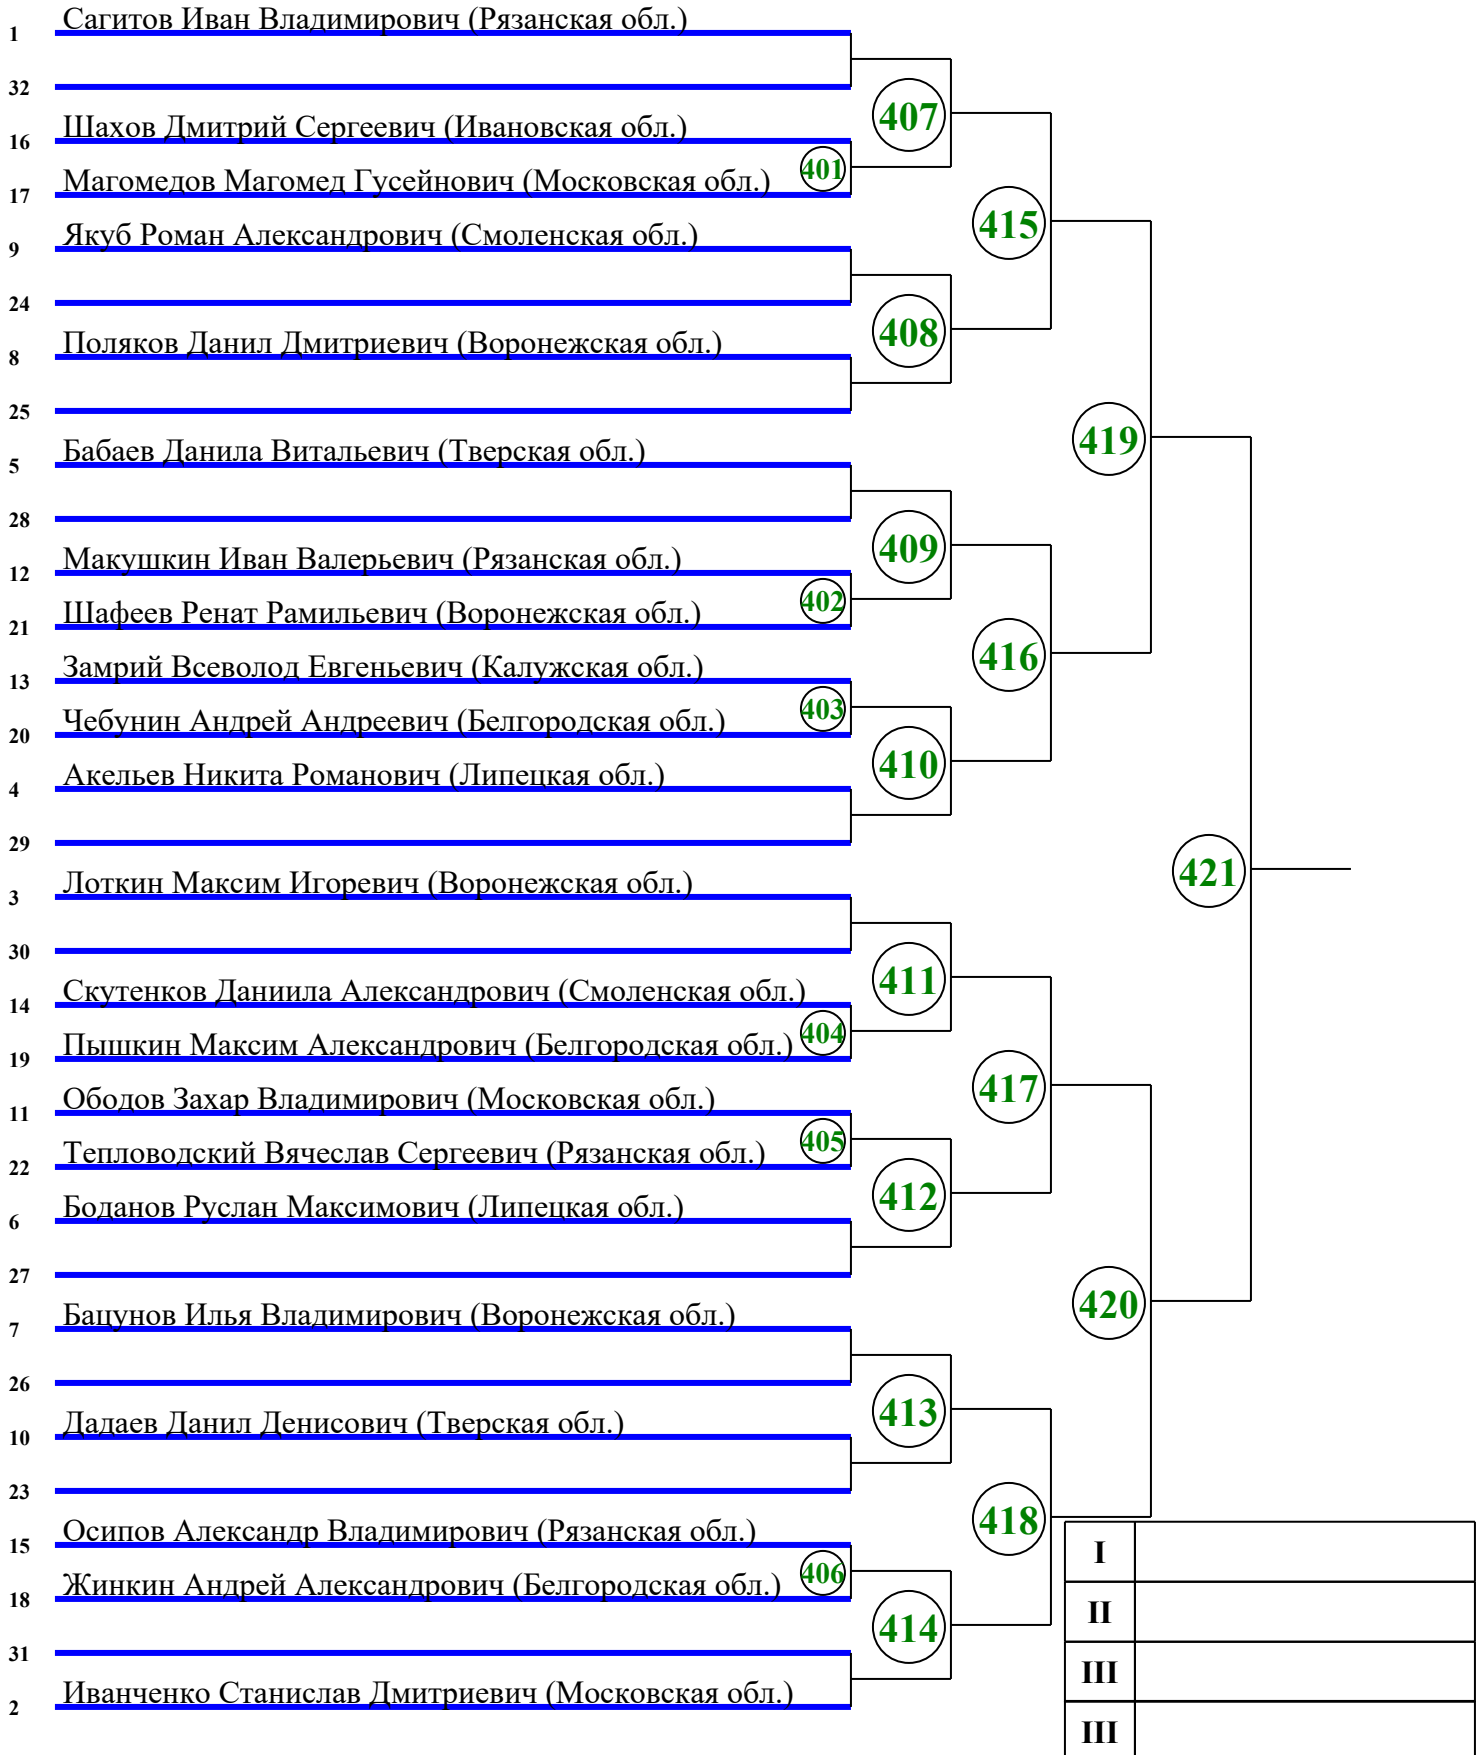 Сагитов Иван Владимирович (Рязанская обл.)
1
32
407
Шахов Дмитрий Сергеевич (Ивановская обл.)
16
401
Магомедов Магомед Гусейнович (Московская обл.)
17
415
Якуб Роман Александрович (Смоленская обл.)
9
24
408
Поляков Данил Дмитриевич (Воронежская обл.)
8
25
419
Бабаев Данила Витальевич (Тверская обл.)
5
28
409
Макушкин Иван Валерьевич (Рязанская обл.)
12
402
Шафеев Ренат Рамильевич (Воронежская обл.)
21
416
Замрий Всеволод Евгеньевич (Калужская обл.)
13
403
Чебунин Андрей Андреевич (Белгородская обл.)
20
410
Акельев Никита Романович (Липецкая обл.)
4
29
421
Лоткин Максим Игоревич (Воронежская обл.)
3
30
411
Скутенков Даниила Александрович (Смоленская обл.)
14
404
Пышкин Максим Александрович (Белгородская обл.)
19
417
Ободов Захар Владимирович (Московская обл.)
11
405
Тепловодский Вячеслав Сергеевич (Рязанская обл.)
22
412
Боданов Руслан Максимович (Липецкая обл.)
6
27
420
Бацунов Илья Владимирович (Воронежская обл.)
7
26
413
Дадаев Данил Денисович (Тверская обл.)
10
23
418
Осипов Александр Владимирович (Рязанская обл.)
15
I
406
Жинкин Андрей Александрович (Белгородская обл.)
18
II
414
31
III
Иванченко Станислав Дмитриевич (Московская обл.)
2
III